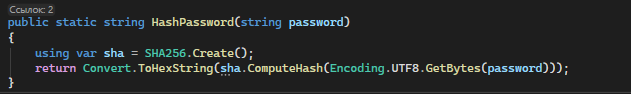 Ссылок: 2
public static string HashPassword(string password)
{
    using var sha = SHA256.Create();
    return Convert.ToHexString(sha.ComputeHash(Encoding.UTF8.GetBytes(password)));
}